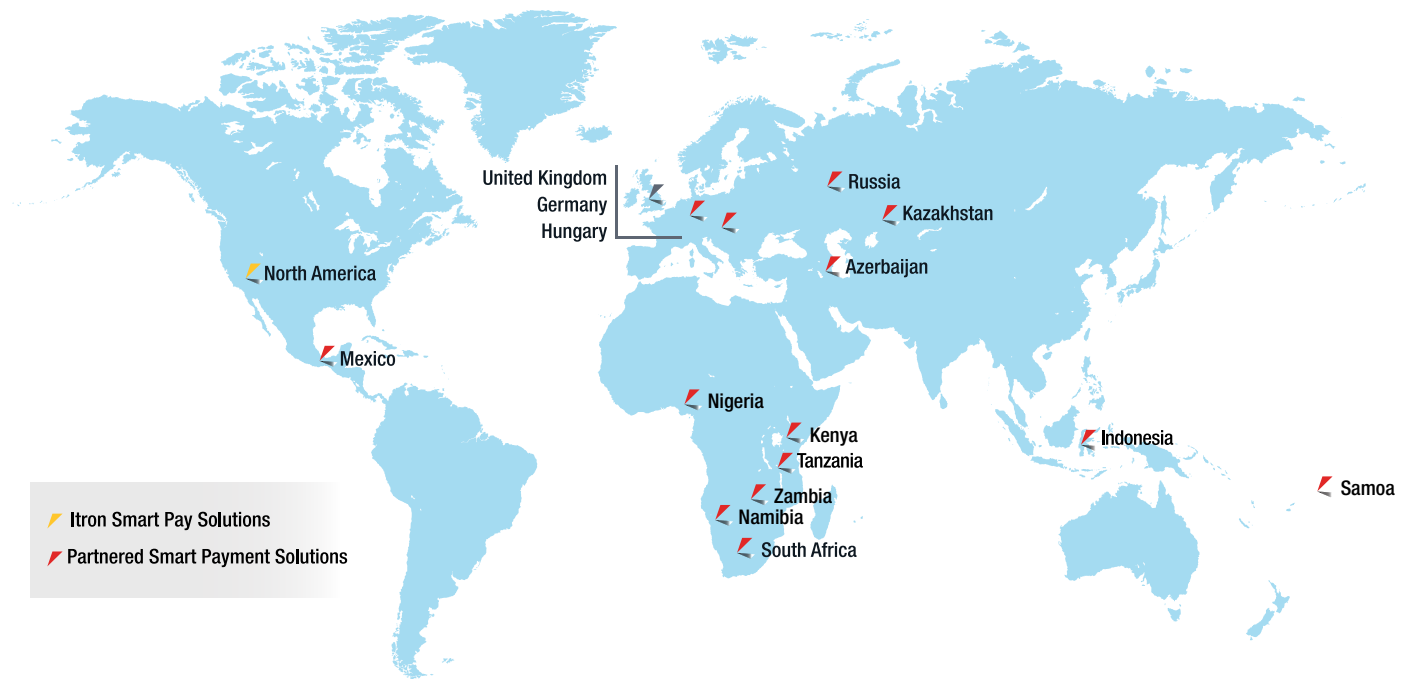 United Kingdom
Germany
Hungary
Russia
Kazakhstan
Azerbaijan
North America
Mexico
Nigeria
Kenya
Tanzania
Zambia
Namibia
South Africa
Indonesia
Samoa
Itron Smart Pay Solutions
Partnered Smart Payment Solutions